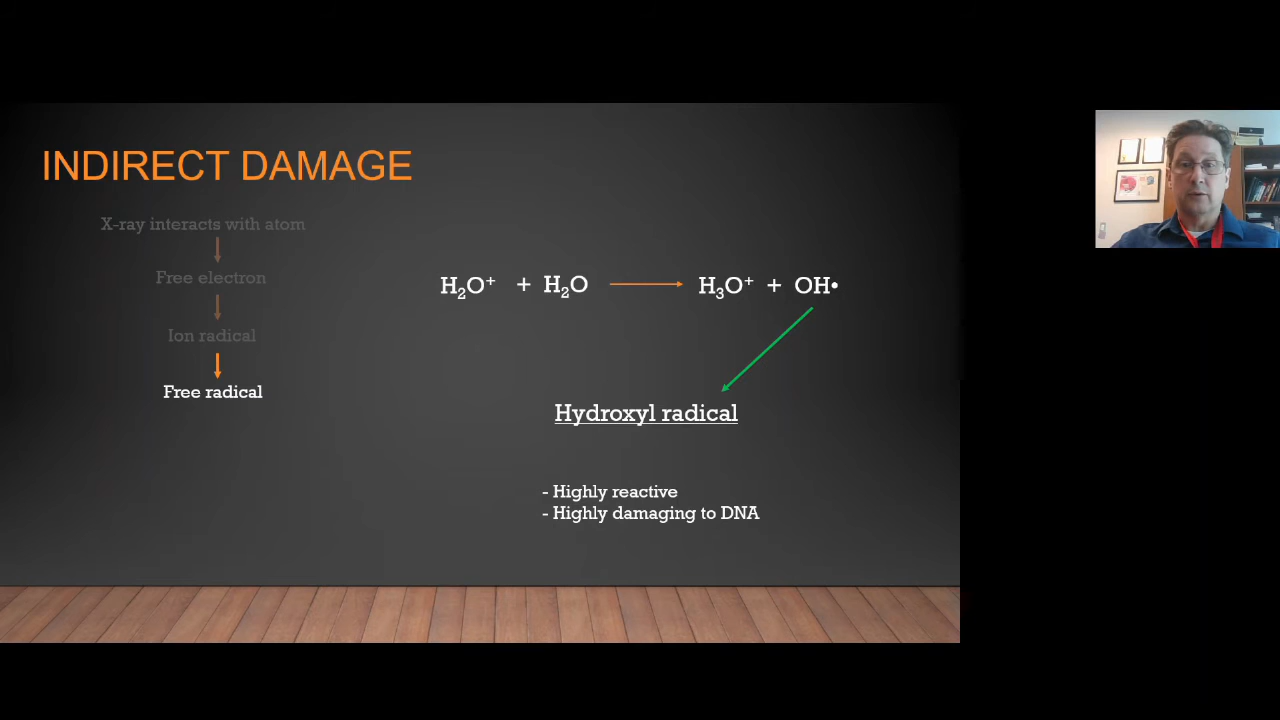 INDIRECT DAMAGE
X-ray interacts with atom
Free electron
Ion radical
Free radical
H₂O⁺ + H₂O → H₃O⁺ + OH•
Hydroxyl radical
- Highly reactive
- Highly damaging to DNA